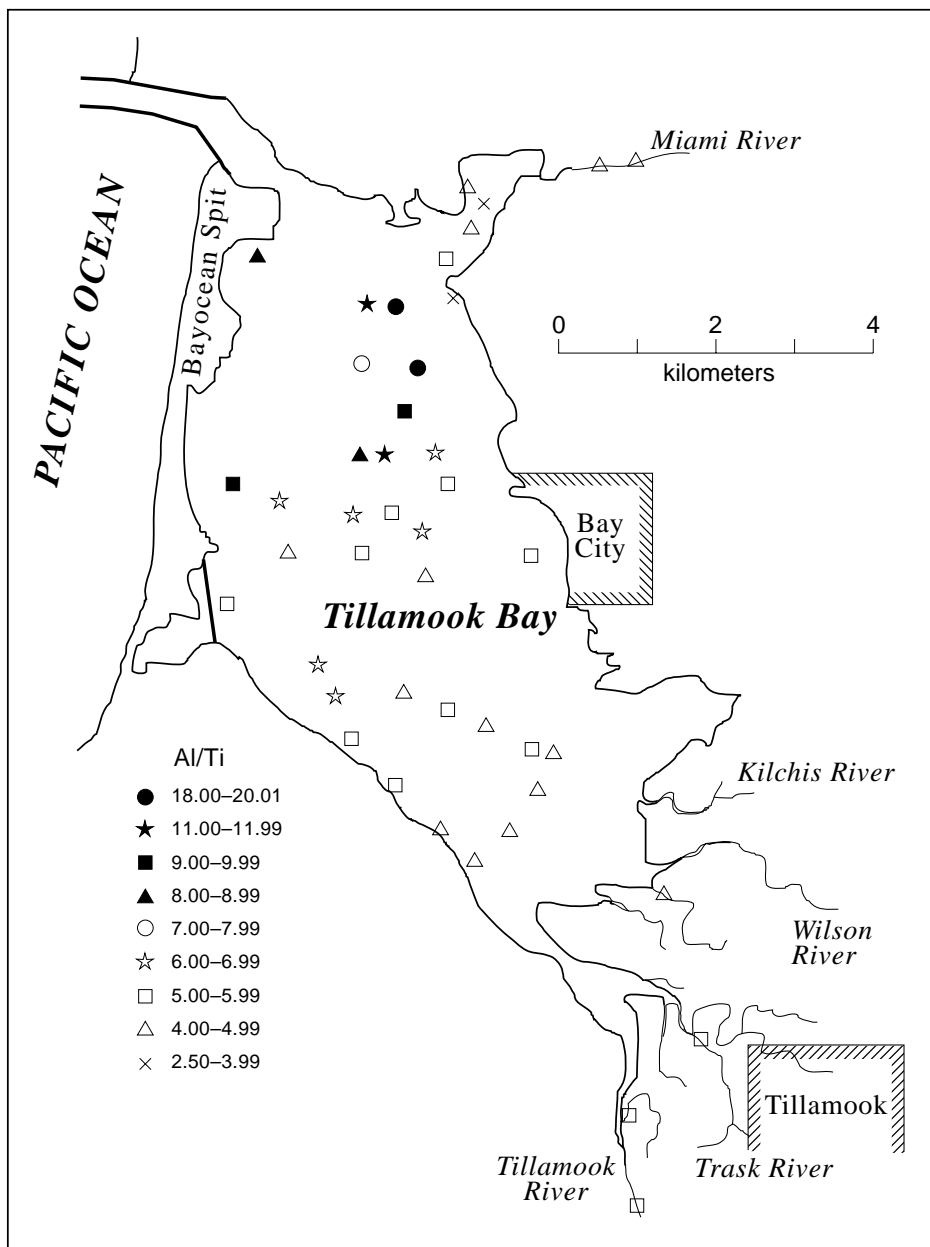 Miami River
PACIFIC OCEAN
Bayocean Spit
0 2 4
kilometers
Bay
City
Tillamook Bay
Al/Ti
18.00–20.01
11.00–11.99
9.00–9.99
8.00–8.99
7.00–7.99
6.00–6.99
5.00–5.99
4.00–4.99
2.50–3.99
Kilchis River
Wilson
River
Tillamook
Tillamook
River
Trask River